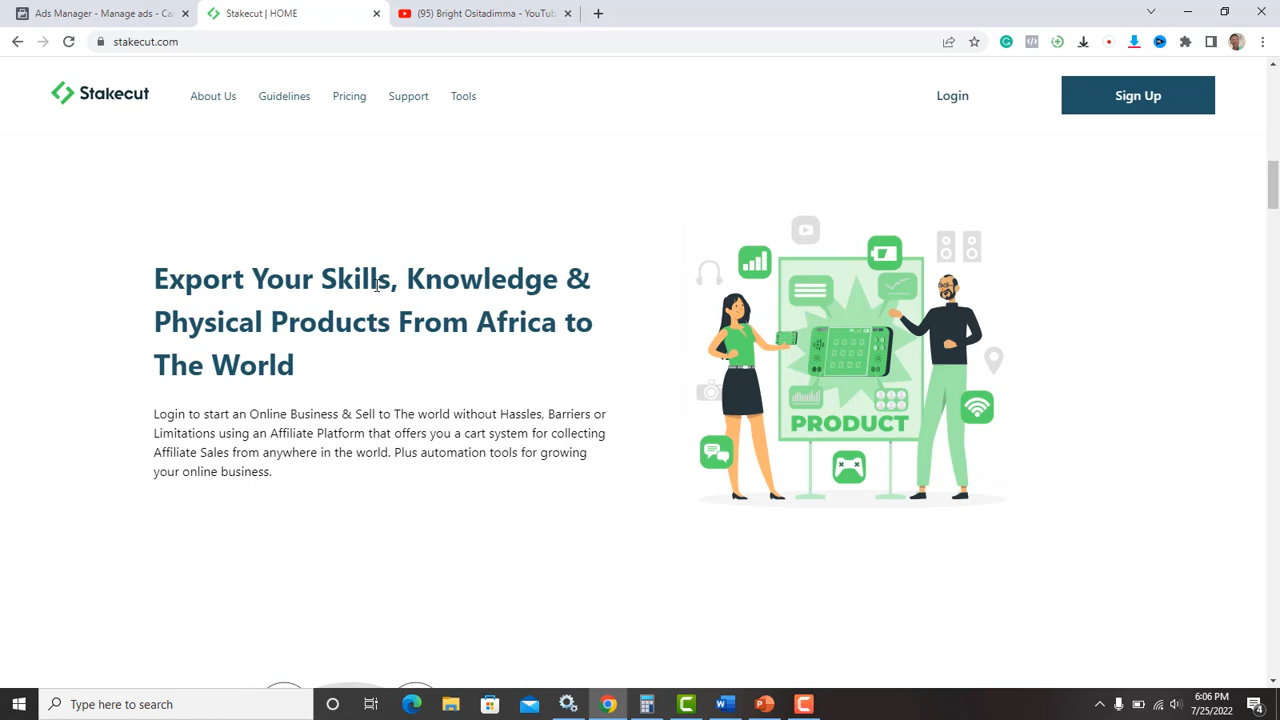 Ads Manager - Manage ads - Ca
Stakecut | HOME
(95) Bright Ositadimma - YouTub
stakecut.com
Stakecut
About Us
Guidelines
Pricing
Support
Tools
Login
Sign Up
Export Your Skills, Knowledge &
Physical Products From Africa to
The World
Login to start an Online Business & Sell to The world without Hassles, Barriers or
Limitations using an Affiliate Platform that offers you a cart system for collecting
Affiliate Sales from anywhere in the world. Plus automation tools for growing
your online business.
PRODUCT
Type here to search
6:06 PM
7/25/2022
4